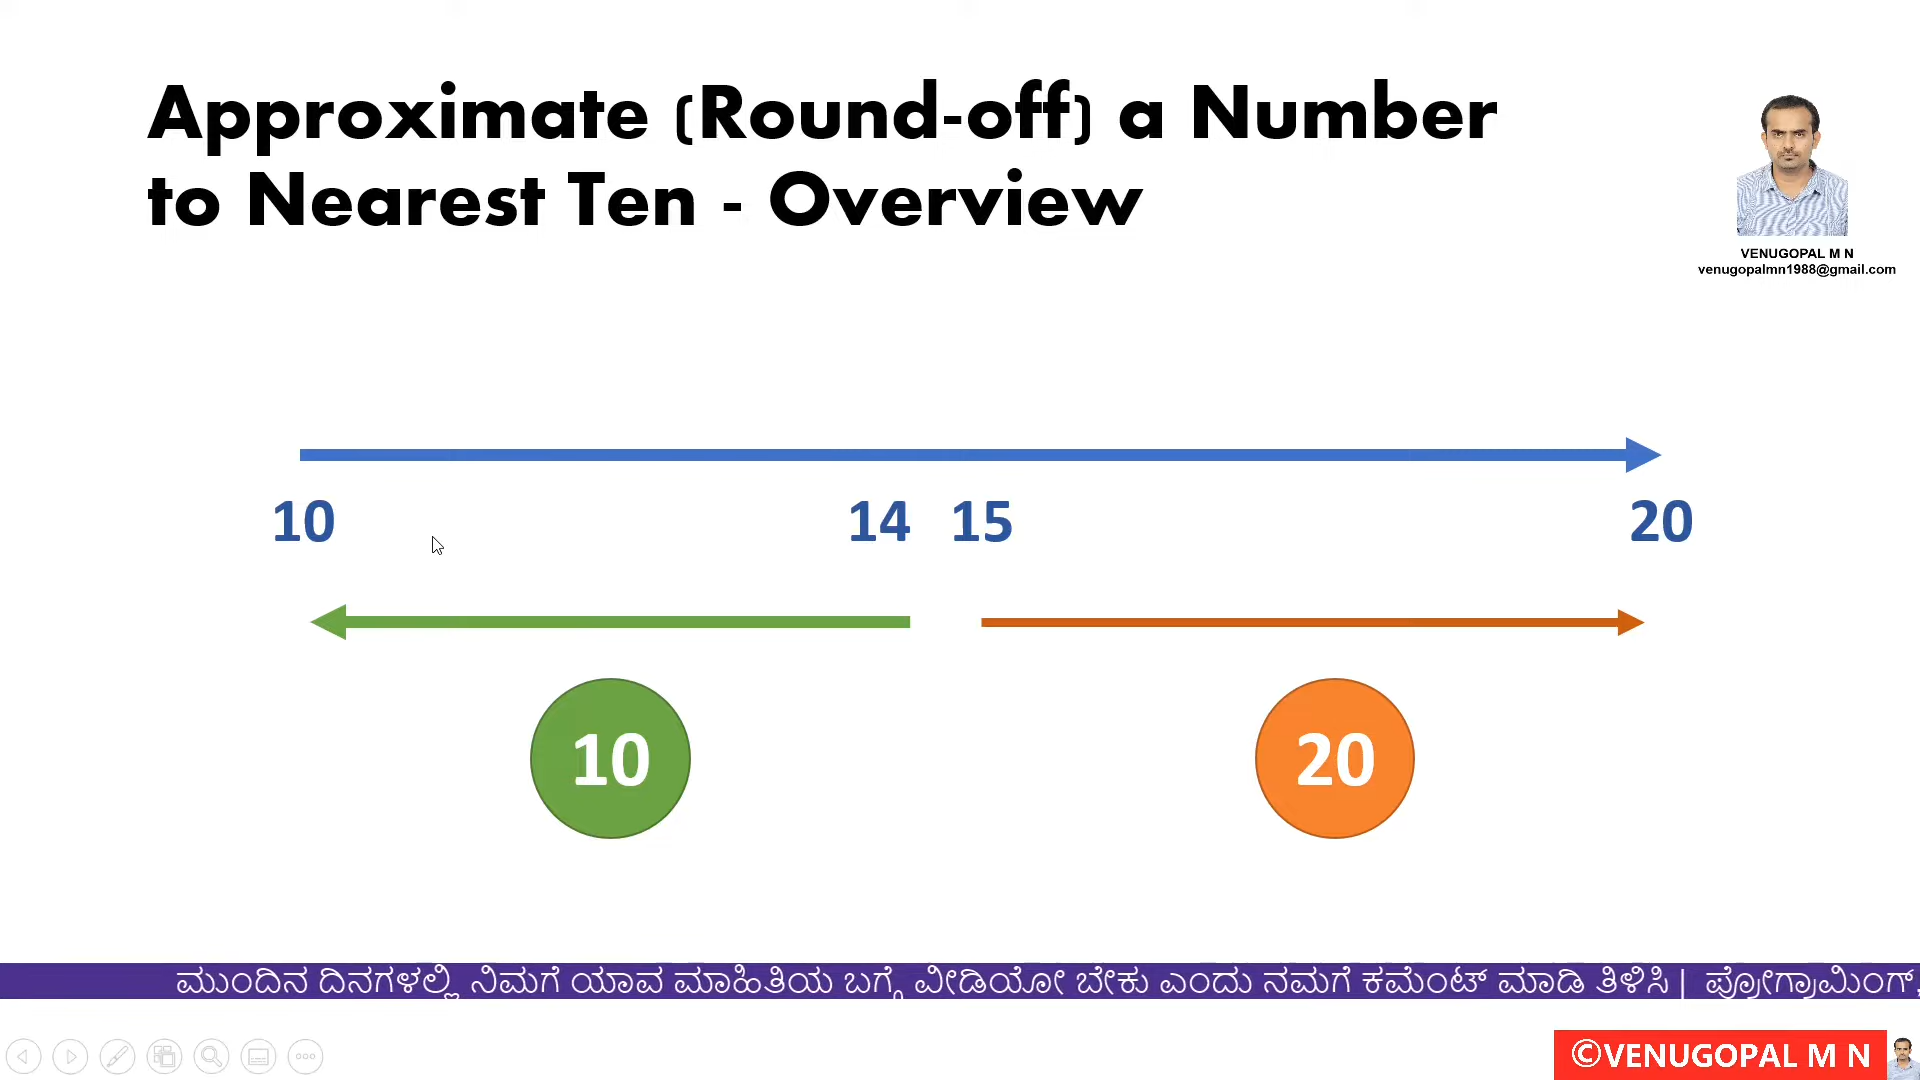 Approximate (Round-off) a Number
to Nearest Ten - Overview
VENUGOPAL M N
venugopalmn1988@gmail.com
10 14 15 20
10 20
ಮುಂದಿನ ದಿನಗಳಲ್ಲಿ ನಿಮಗೆ ಯಾವ ಮಾಹಿತಿಯ ಬಗ್ಗೆ ವೀಡಿಯೋ ಬೇಕು ಎಂದು ನಮಗೆ ಕಮೆಂಟ್ ಮಾಡಿ ತಿಳಿಸಿ | ಪ್ರೋಗ್ರಾಮಿಂಗ್,
©VENUGOPAL M N